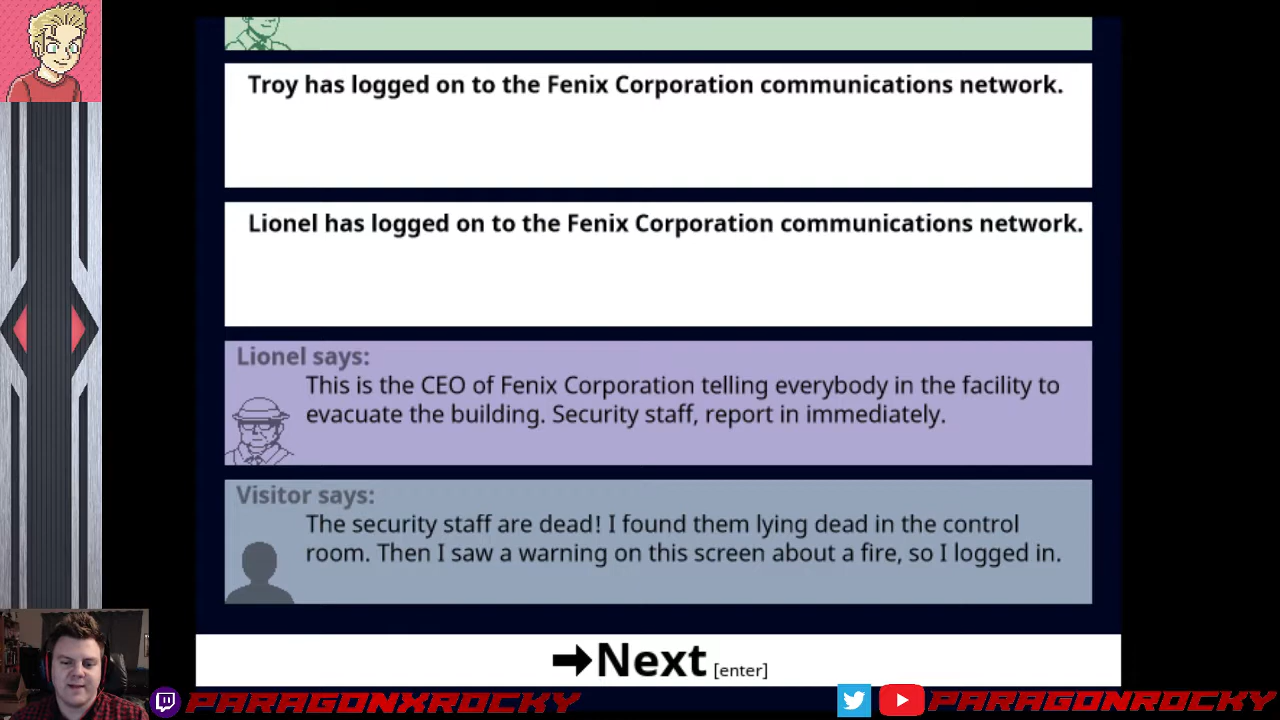 Troy has logged on to the Fenix Corporation communications network.
Lionel has logged on to the Fenix Corporation communications network.
Lionel says:
This is the CEO of Fenix Corporation telling everybody in the facility to
evacuate the building. Security staff, report in immediately.
Visitor says:
The security staff are dead! I found them lying dead in the control
room. Then I saw a warning on this screen about a fire, so I logged in.
➡Next [enter]
PARAGONXROCKY
PARAGONROCKY